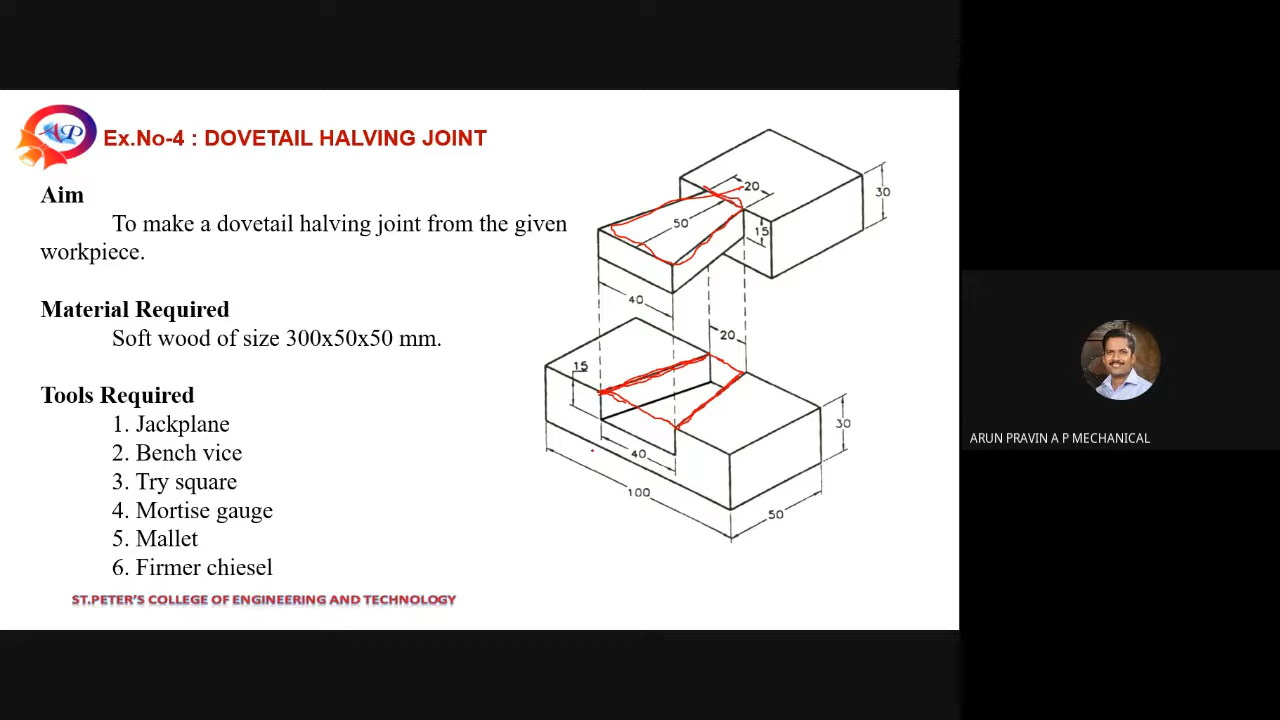 AP
Ex.No-4 : DOVETAIL HALVING JOINT
Aim
To make a dovetail halving joint from the given
workpiece.
Material Required
Soft wood of size 300x50x50 mm.
Tools Required
1. Jackplane
2. Bench vice
3. Try square
4. Mortise gauge
5. Mallet
6. Firmer chiesel
ST.PETER'S COLLEGE OF ENGINEERING AND TECHNOLOGY
20
30
50
15
40
20
15
30
40
100
50
ARUN PRAVIN A P MECHANICAL